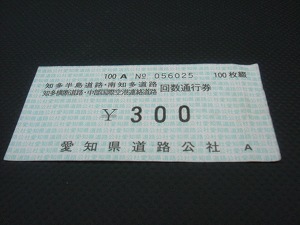 100 A № 056025 100枚綴
知多半島道路・南知多道路
知多横断道路・中部国際空港連絡道路 回数通行券
¥ 300
愛知県道路公社 A